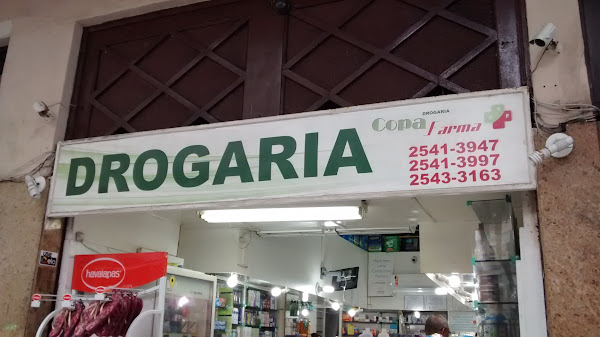 DROGARIA
DROGARIA
Copa farma
2541-3947
2541-3997
2543-3163
havaianas